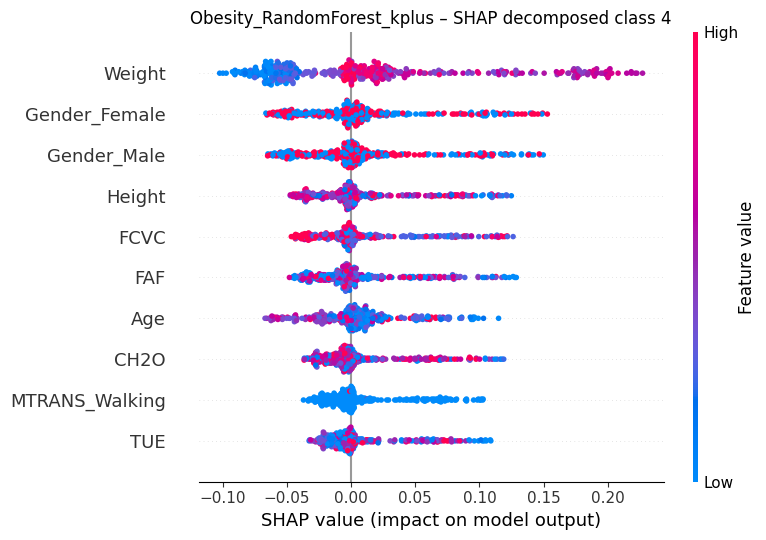 Obesity_RandomForest_kplus – SHAP decomposed class 4
High
Weight
Gender_Female
Gender_Male
Height
FCVC
FAF
Age
CH2O
MTRANS_Walking
TUE
Feature value
Low
−0.10 −0.05 0.00 0.05 0.10 0.15 0.20
SHAP value (impact on model output)